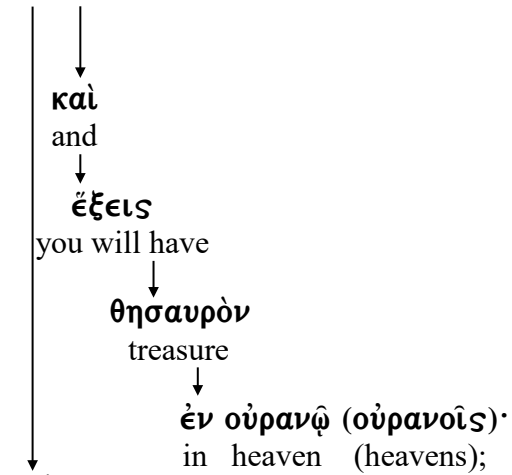 καὶ
and
ἕξεις
you will have
θησαυρὸν
treasure
ἐν οὐρανῷ (οὐρανοῖς)·
in heaven (heavens);